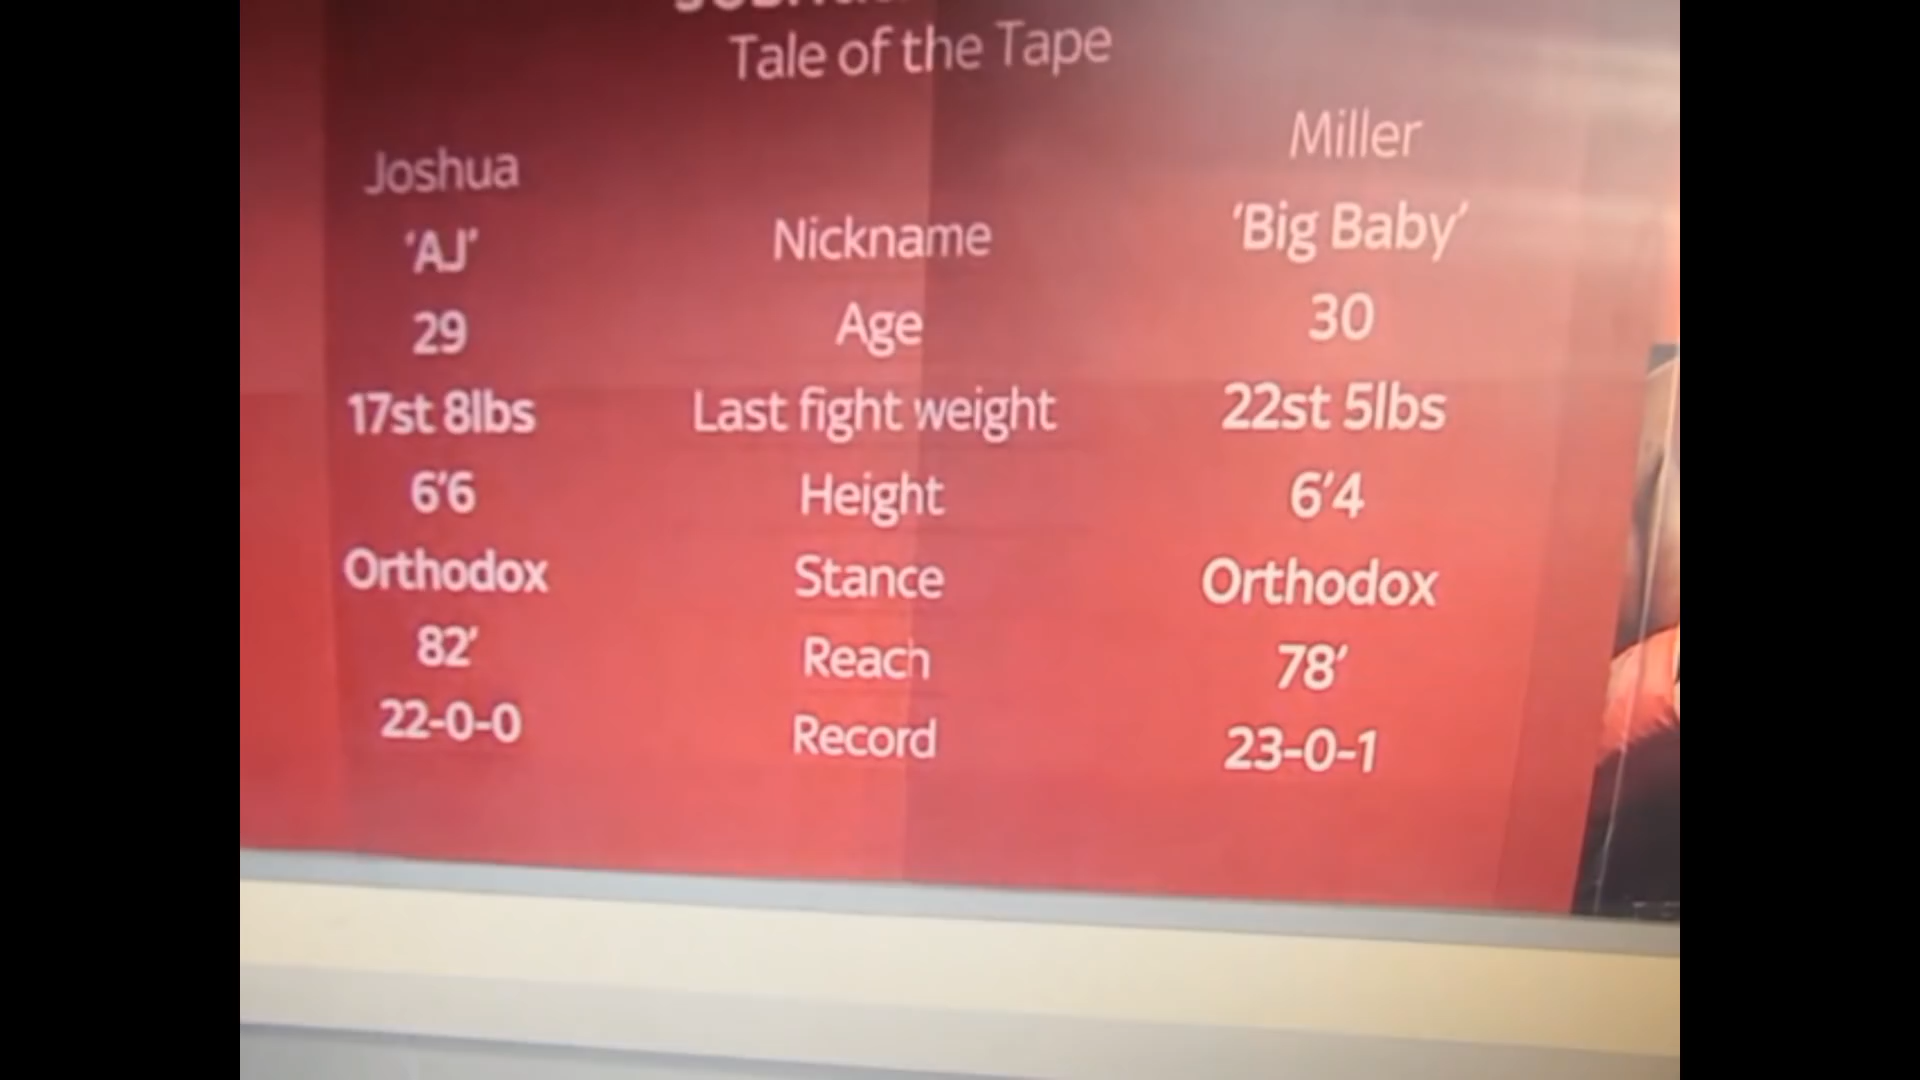 Tale of the Tape
Joshua Miller
'AJ' Nickname 'Big Baby'
29 Age 30
17st 8lbs Last fight weight 22st 5lbs
6'6 Height 6'4
Orthodox Stance Orthodox
82' Reach 78'
22-0-0 Record 23-0-1